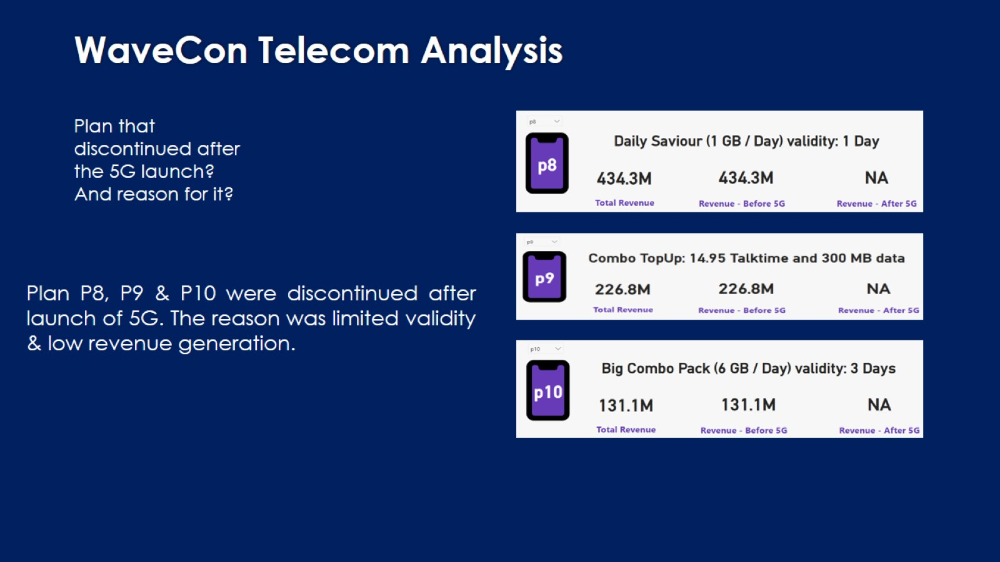 WaveCon Telecom Analysis
Plan that
discontinued after
the 5G launch?
And reason for it?
Plan P8, P9 & P10 were discontinued after
launch of 5G. The reason was limited validity
& low revenue generation.
p8
p8
Daily Saviour (1 GB / Day) validity: 1 Day
434.3M 434.3M NA
Total Revenue Revenue - Before 5G Revenue - After 5G
p9
p9
Combo TopUp: 14.95 Talktime and 300 MB data
226.8M 226.8M NA
Total Revenue Revenue - Before 5G Revenue - After 5G
p10
p10
Big Combo Pack (6 GB / Day) validity: 3 Days
131.1M 131.1M NA
Total Revenue Revenue - Before 5G Revenue - After 5G